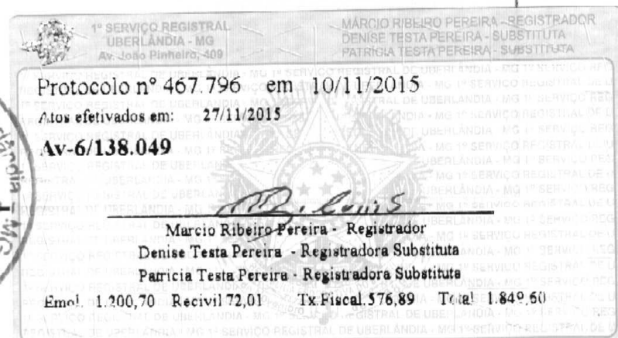 1º SERVIÇO REGISTRAL
UBERLÂNDIA - MG
Av. João Pinheiro, 409
MÁRCIO RIBEIRO PEREIRA - REGISTRADOR
DENISE TESTA PEREIRA - SUBSTITUTA
PATRÍCIA TESTA PEREIRA - SUBSTITUTA
Protocolo nº 467.796 em 10/11/2015
Atos efetivados em: 27/11/2015
Av-6/138.049
Marcio Ribeiro Pereira - Registrador
Denise Testa Pereira - Registradora Substituta
Patricia Testa Pereira - Registradora Substituta
Emol. 1.200,70 Recivil 72,01 Tx.Fiscal 576,89 Total 1.849,60